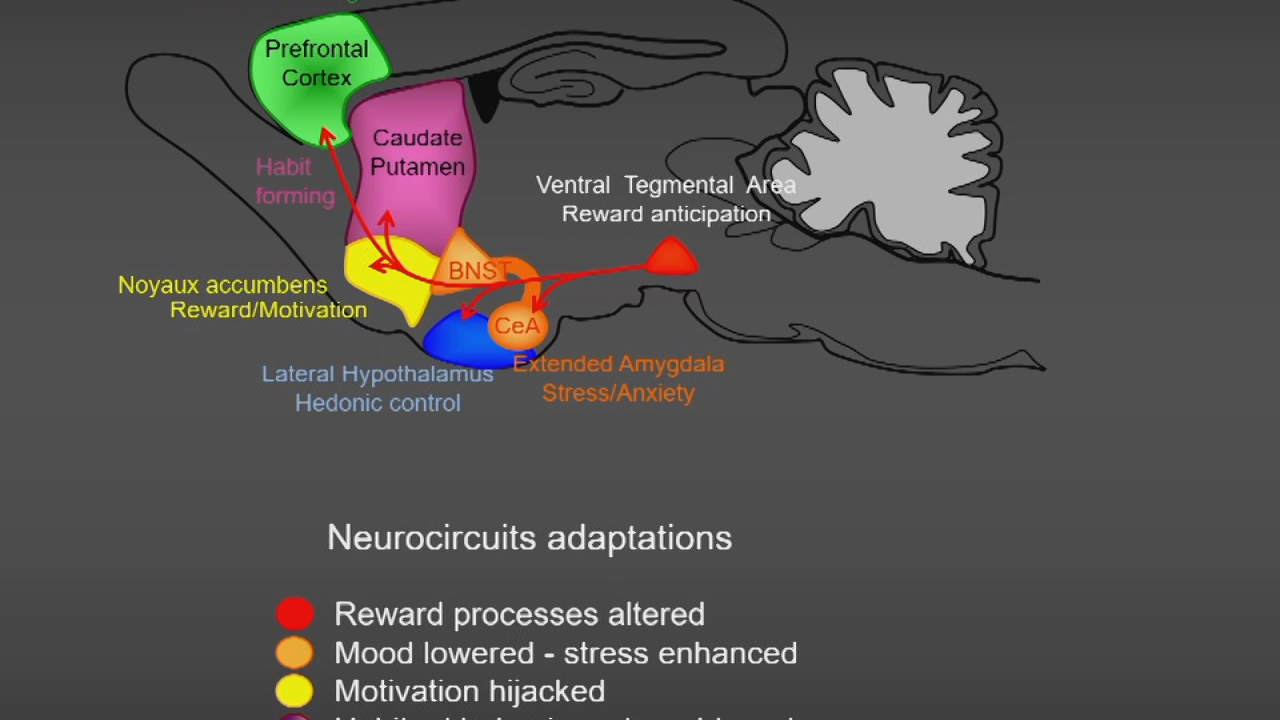 Prefrontal
Cortex
Caudate
Putamen
Habit
forming
Ventral Tegmental Area
Reward anticipation
BNST
Noyaux accumbens
Reward/Motivation
CeA
Extended Amygdala
Stress/Anxiety
Lateral Hypothalamus
Hedonic control
Neurocircuits adaptations
Reward processes altered
Mood lowered - stress enhanced
Motivation hijacked